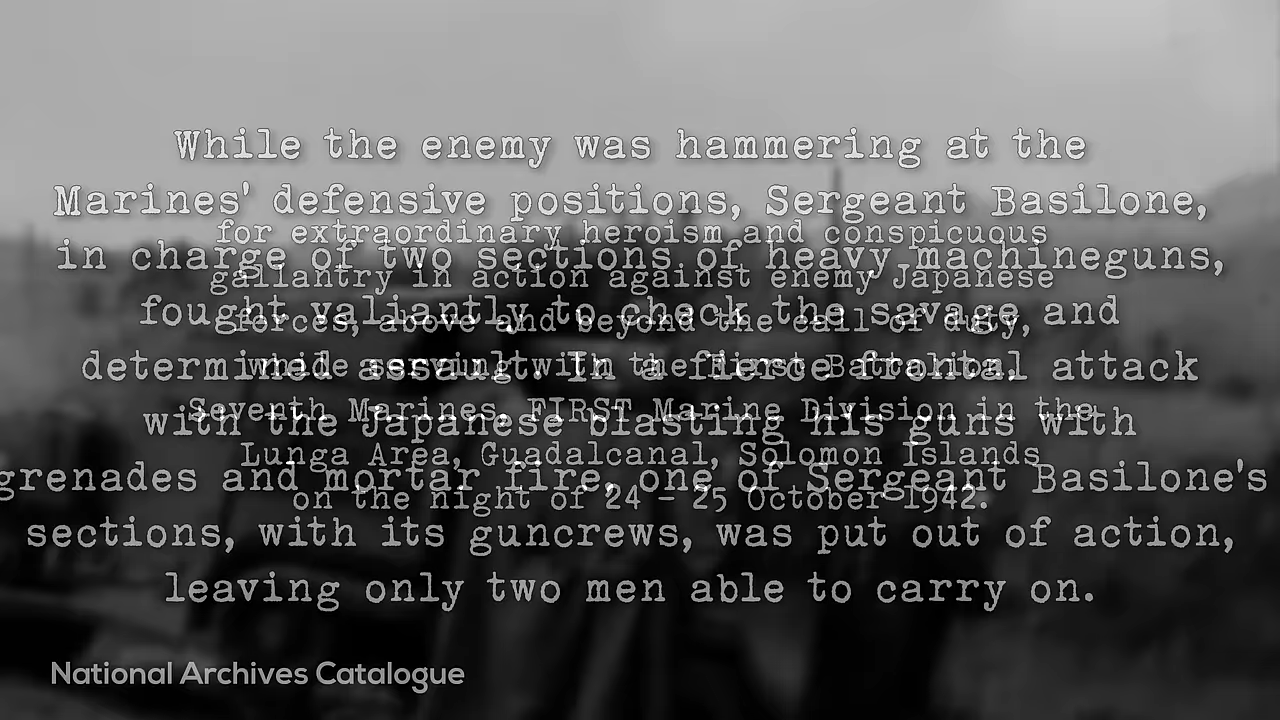 While the enemy was hammering at the
Marines' defensive positions, Sergeant Basilone,
in charge of two sections of heavy machineguns,
fought valiantly to check the savage and
determined assault. In a fierce frontal attack
with the Japanese blasting his guns with
grenades and mortar fire, one of Sergeant Basilone's
sections, with its guncrews, was put out of action,
leaving only two men able to carry on.
for extraordinary heroism and conspicuous
gallantry in action against enemy Japanese
forces, above and beyond the call of duty,
while serving with the First Battalion,
Seventh Marines, FIRST Marine Division in the
Lunga Area, Guadalcanal, Solomon Islands
on the night of 24 - 25 October 1942.
National Archives Catalogue